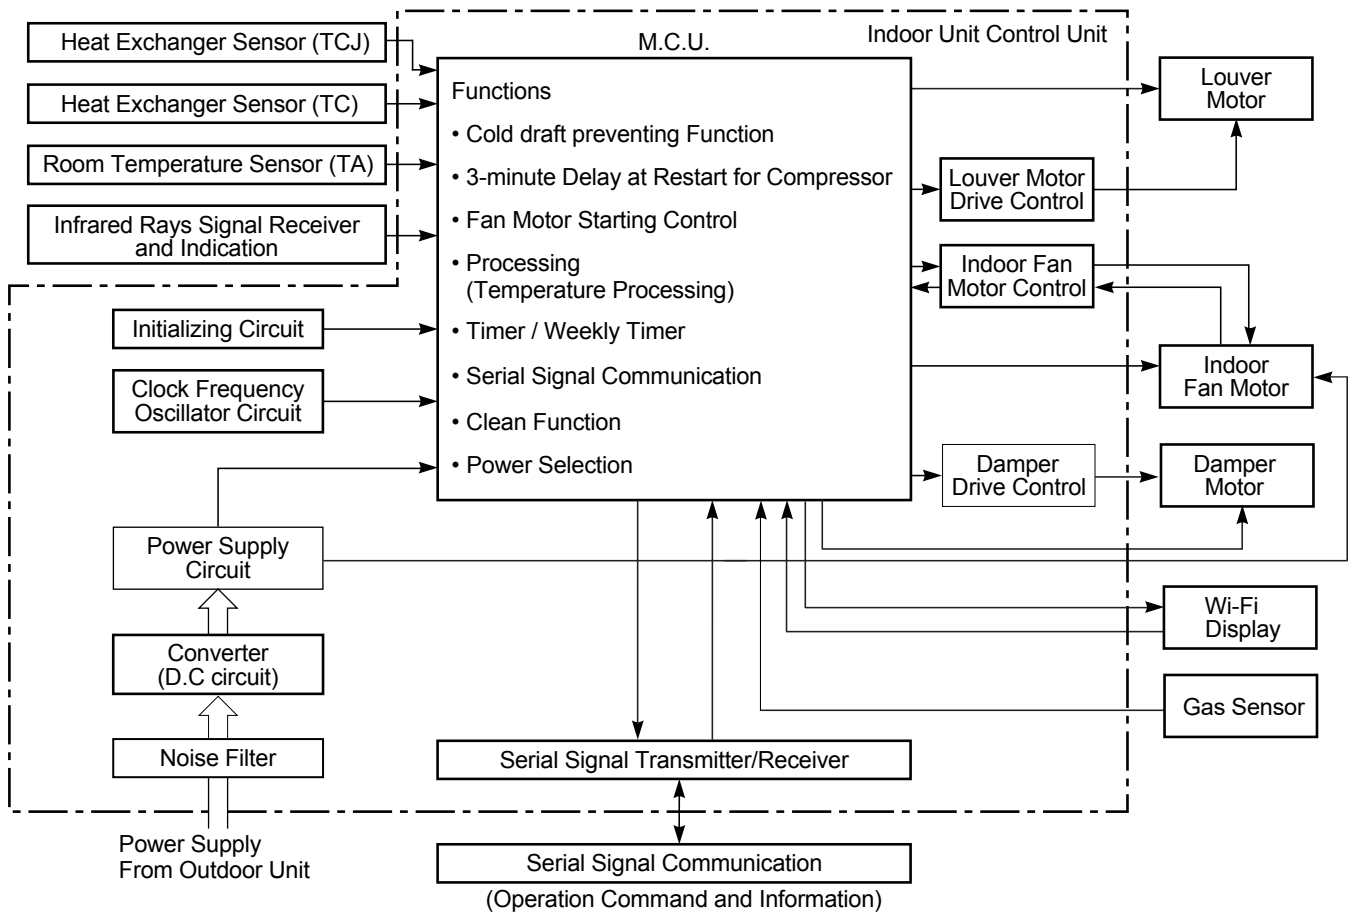 Indoor Unit Control Unit
Heat Exchanger Sensor (TCJ)
Heat Exchanger Sensor (TC)
Room Temperature Sensor (TA)
Infrared Rays Signal Receiver
and Indication
Initializing Circuit
Clock Frequency
Oscillator Circuit
Power Supply
Circuit
Converter
(D.C circuit)
Noise Filter
Power Supply
From Outdoor Unit
M.C.U.
Functions
• Cold draft preventing Function
• 3-minute Delay at Restart for Compressor
• Fan Motor Starting Control
• Processing
(Temperature Processing)
• Timer / Weekly Timer
• Serial Signal Communication
• Clean Function
• Power Selection
Serial Signal Transmitter/Receiver
Serial Signal Communication
(Operation Command and Information)
Louver Motor
Drive Control
Indoor Fan
Motor Control
Damper
Drive Control
Louver
Motor
Indoor
Fan Motor
Damper
Motor
Wi-Fi
Display
Gas Sensor